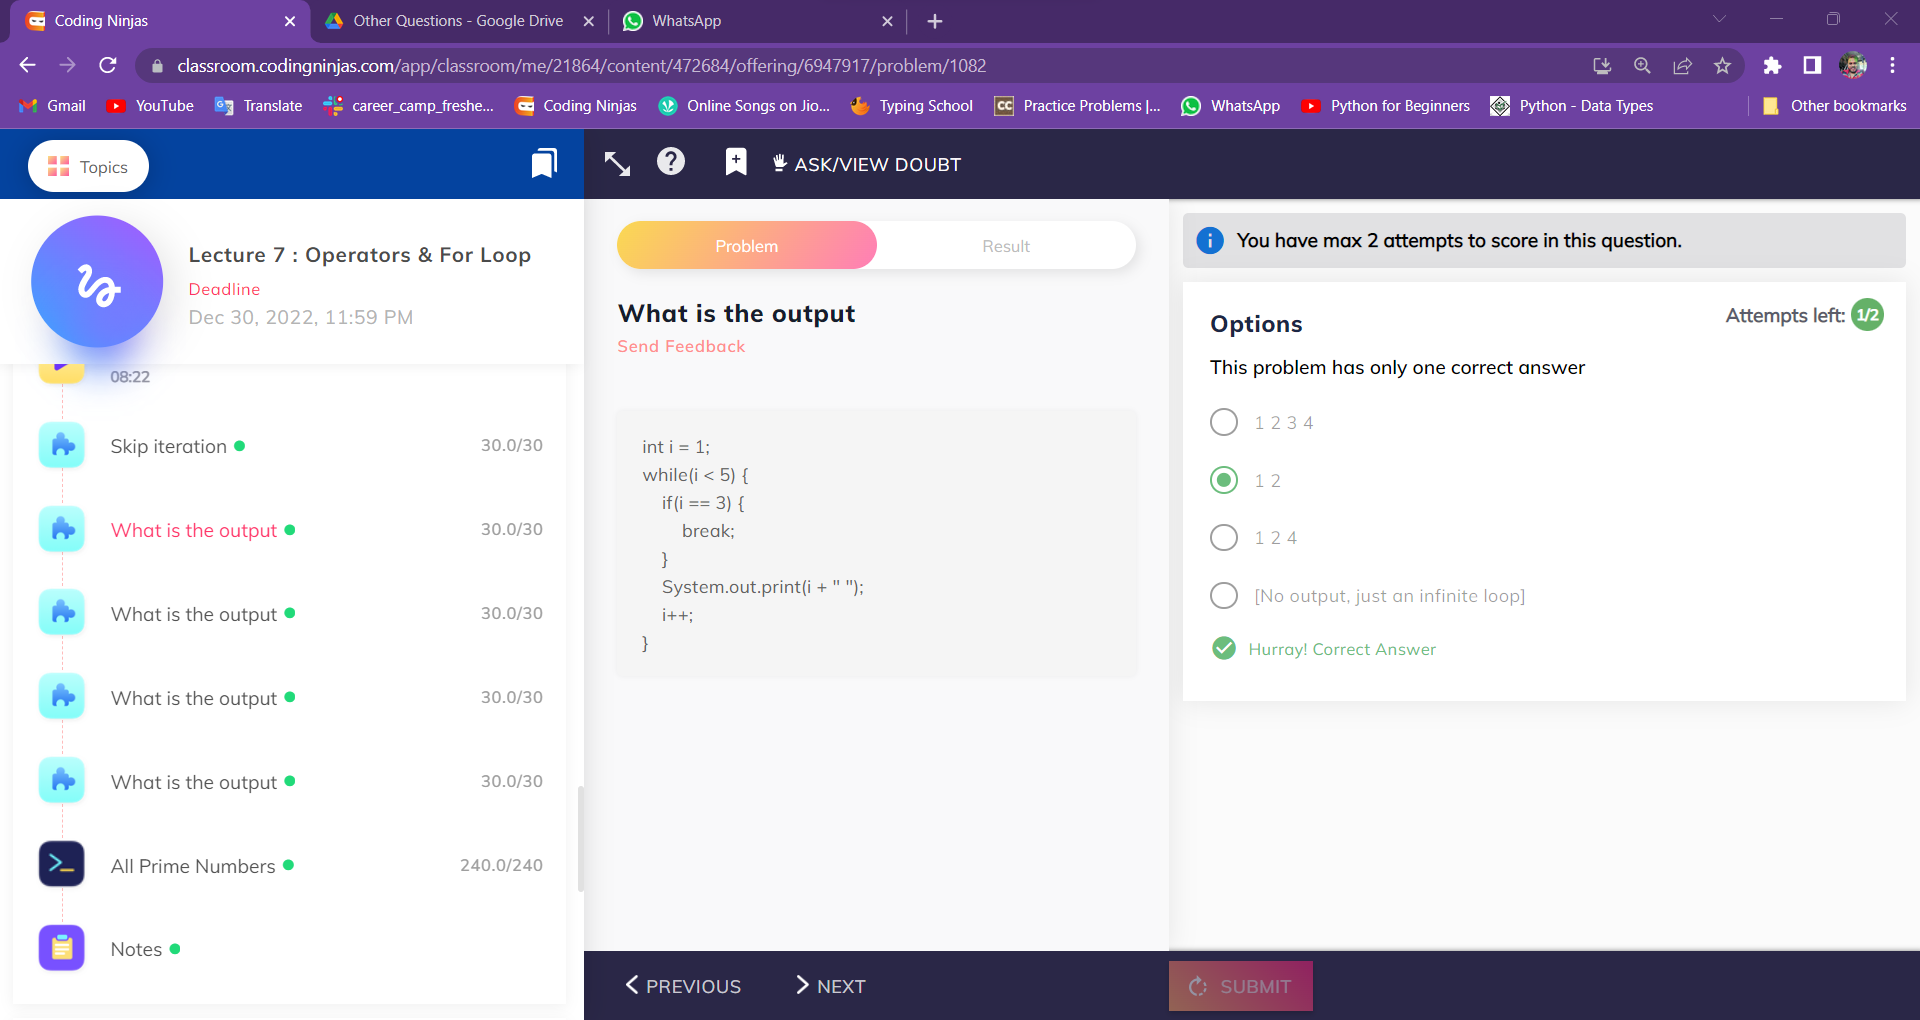 Coding Ninjas
Other Questions - Google Drive
WhatsApp
classroom.codingninjas.com/app/classroom/me/21864/content/472684/offering/6947917/problem/1082
Gmail
YouTube
Translate
career_camp_freshe...
Coding Ninjas
Online Songs on Jio...
Typing School
CC
Practice Problems |...
WhatsApp
Python for Beginners
Python - Data Types
Other bookmarks
Topics
ASK/VIEW DOUBT
Lecture 7 : Operators & For Loop
Deadline
Dec 30, 2022, 11:59 PM
08:22
Skip iteration 30.0/30
What is the output 30.0/30
What is the output 30.0/30
What is the output 30.0/30
What is the output 30.0/30
All Prime Numbers 240.0/240
Notes
Problem
Result
What is the output
Send Feedback
int i = 1;
while(i < 5) {
if(i == 3) {
break;
}
System.out.print(i + " ");
i++;
}
You have max 2 attempts to score in this question.
Options
Attempts left: 1/2
This problem has only one correct answer
1 2 3 4
1 2
1 2 4
[No output, just an infinite loop]
Hurray! Correct Answer
PREVIOUS
NEXT
SUBMIT